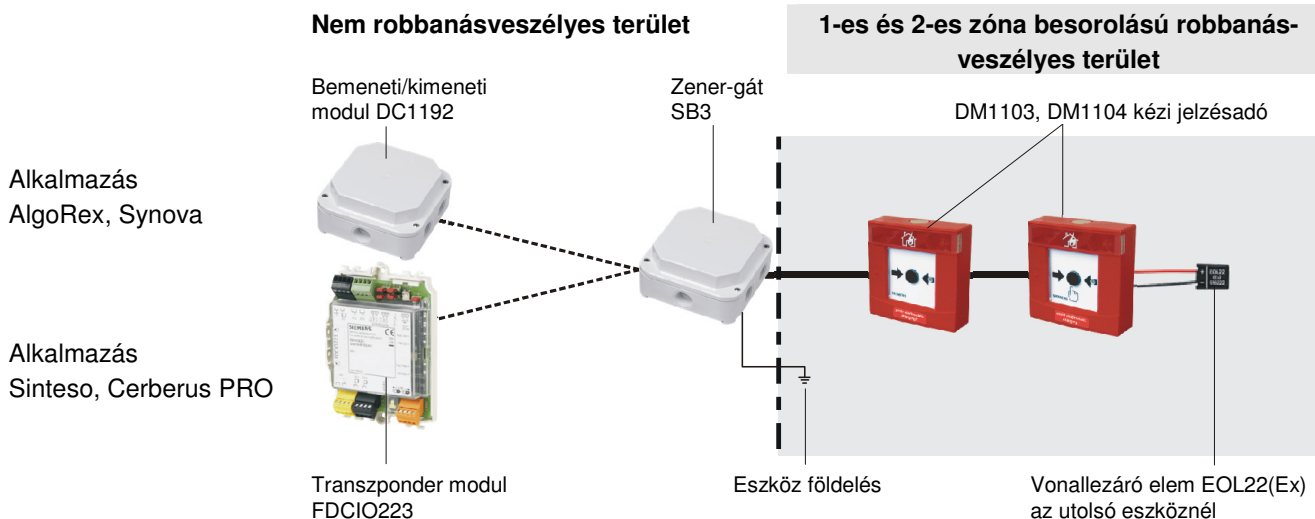 Nem robbanásveszélyes terület
1-es és 2-es zóna besorolású robbanás-
veszélyes terület
Bemeneti/kimeneti
modul DC1192
Zener-gát
SB3
DM1103, DM1104 kézi jelzésadó
Alkalmazás
AlgoRex, Synova
EOL22
SIEMENS
Alkalmazás
Sinteso, Cerberus PRO
Transzponder modul
FDCIO223
Eszköz földelés
Vonallezáró elem EOL22(Ex)
az utolsó eszköznél